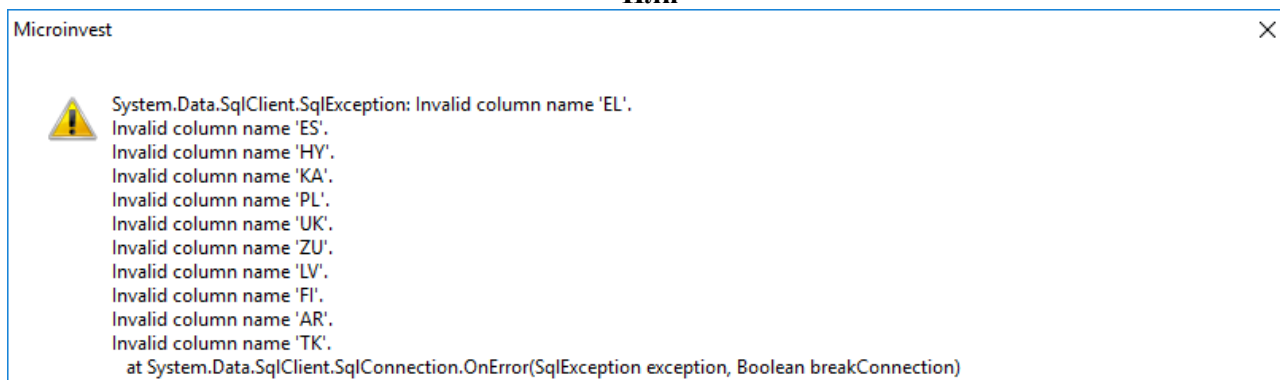 Или
Microinvest
System.Data.SqlClient.SqlException: Invalid column name 'EL'.
Invalid column name 'ES'.
Invalid column name 'HY'.
Invalid column name 'KA'.
Invalid column name 'PL'.
Invalid column name 'UK'.
Invalid column name 'ZU'.
Invalid column name 'LV'.
Invalid column name 'FI'.
Invalid column name 'AR'.
Invalid column name 'TK'.
at System.Data.SqlClient.SqlConnection.OnError(SqlException exception, Boolean breakConnection)